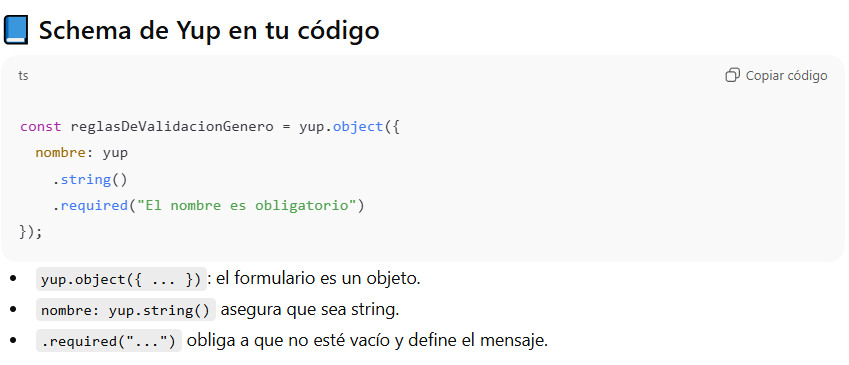 📘 Schema de Yup en tu código
ts
Copiar código
const reglasDeValidacionGenero = yup.object({
  nombre: yup
    .string()
    .required("El nombre es obligatorio")
});
• yup.object({ ... }): el formulario es un objeto.
• nombre: yup.string() asegura que sea string.
• .required("...") obliga a que no esté vacío y define el mensaje.